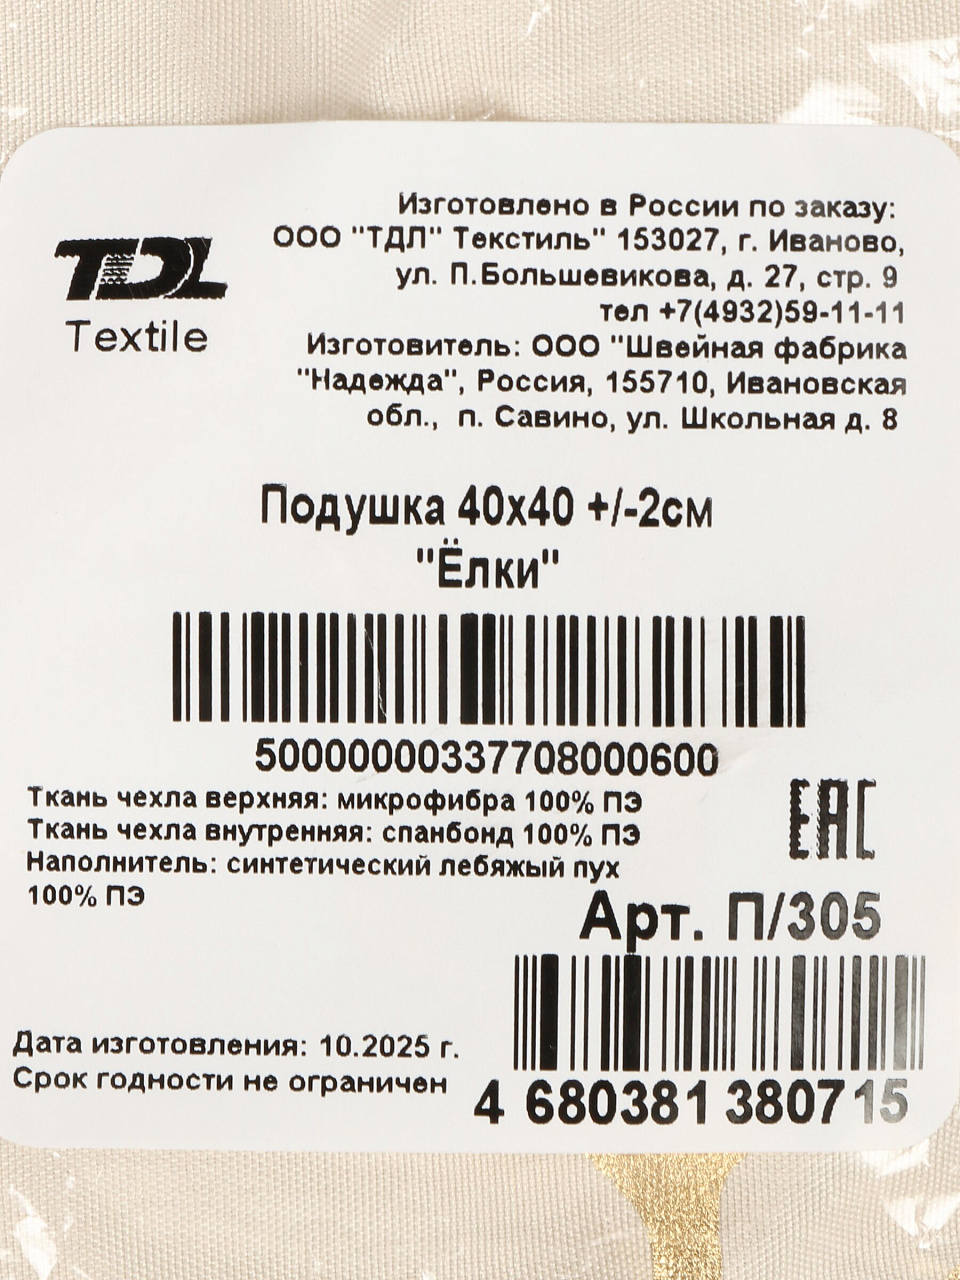 TDL
Textile
Изготовлено в России по заказу:
ООО "ТДЛ" Текстиль" 153027, г. Иваново,
ул. П.Большевикова, д. 27, стр. 9
тел +7(4932)59-11-11
Изготовитель: ООО "Швейная фабрика
"Надежда", Россия, 155710, Ивановская
обл., п. Савино, ул. Школьная д. 8
Подушка 40х40 +/-2см
"Ёлки"
50000000337708000600
Ткань чехла верхняя: микрофибра 100% ПЭ
Ткань чехла внутренняя: спанбонд 100% ПЭ
Наполнитель: синтетический лебяжый пух
100% ПЭ
ЕАС
Арт. П/305
Дата изготовления: 10.2025 г.
Срок годности не ограничен
4 680381 380715